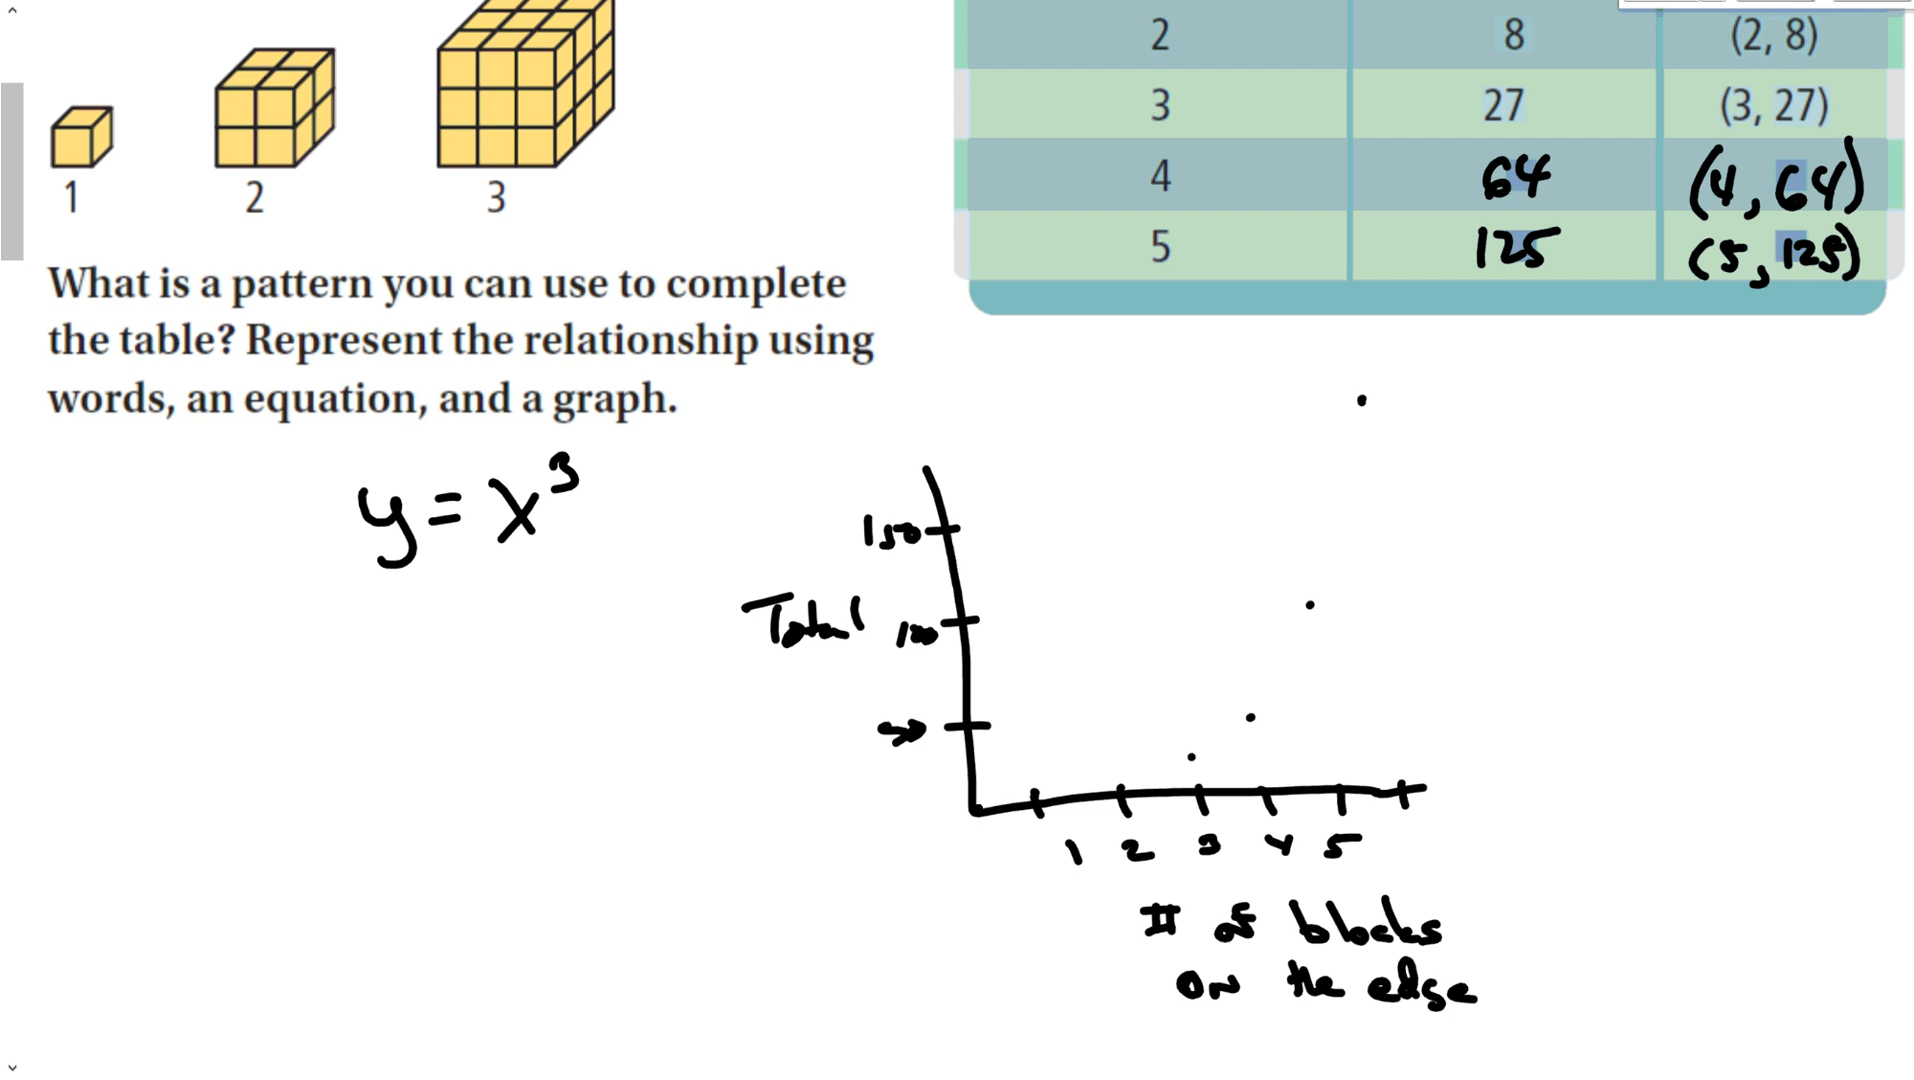 2 8 (2, 8)
3 27 (3, 27)
4 64 (4, 64)
5 125 (5, 125)
1 2 3
What is a pattern you can use to complete
the table? Represent the relationship using
words, an equation, and a graph.
y = x³
150
Total 100
1 2 3 4 5
# of blocks
on the edge